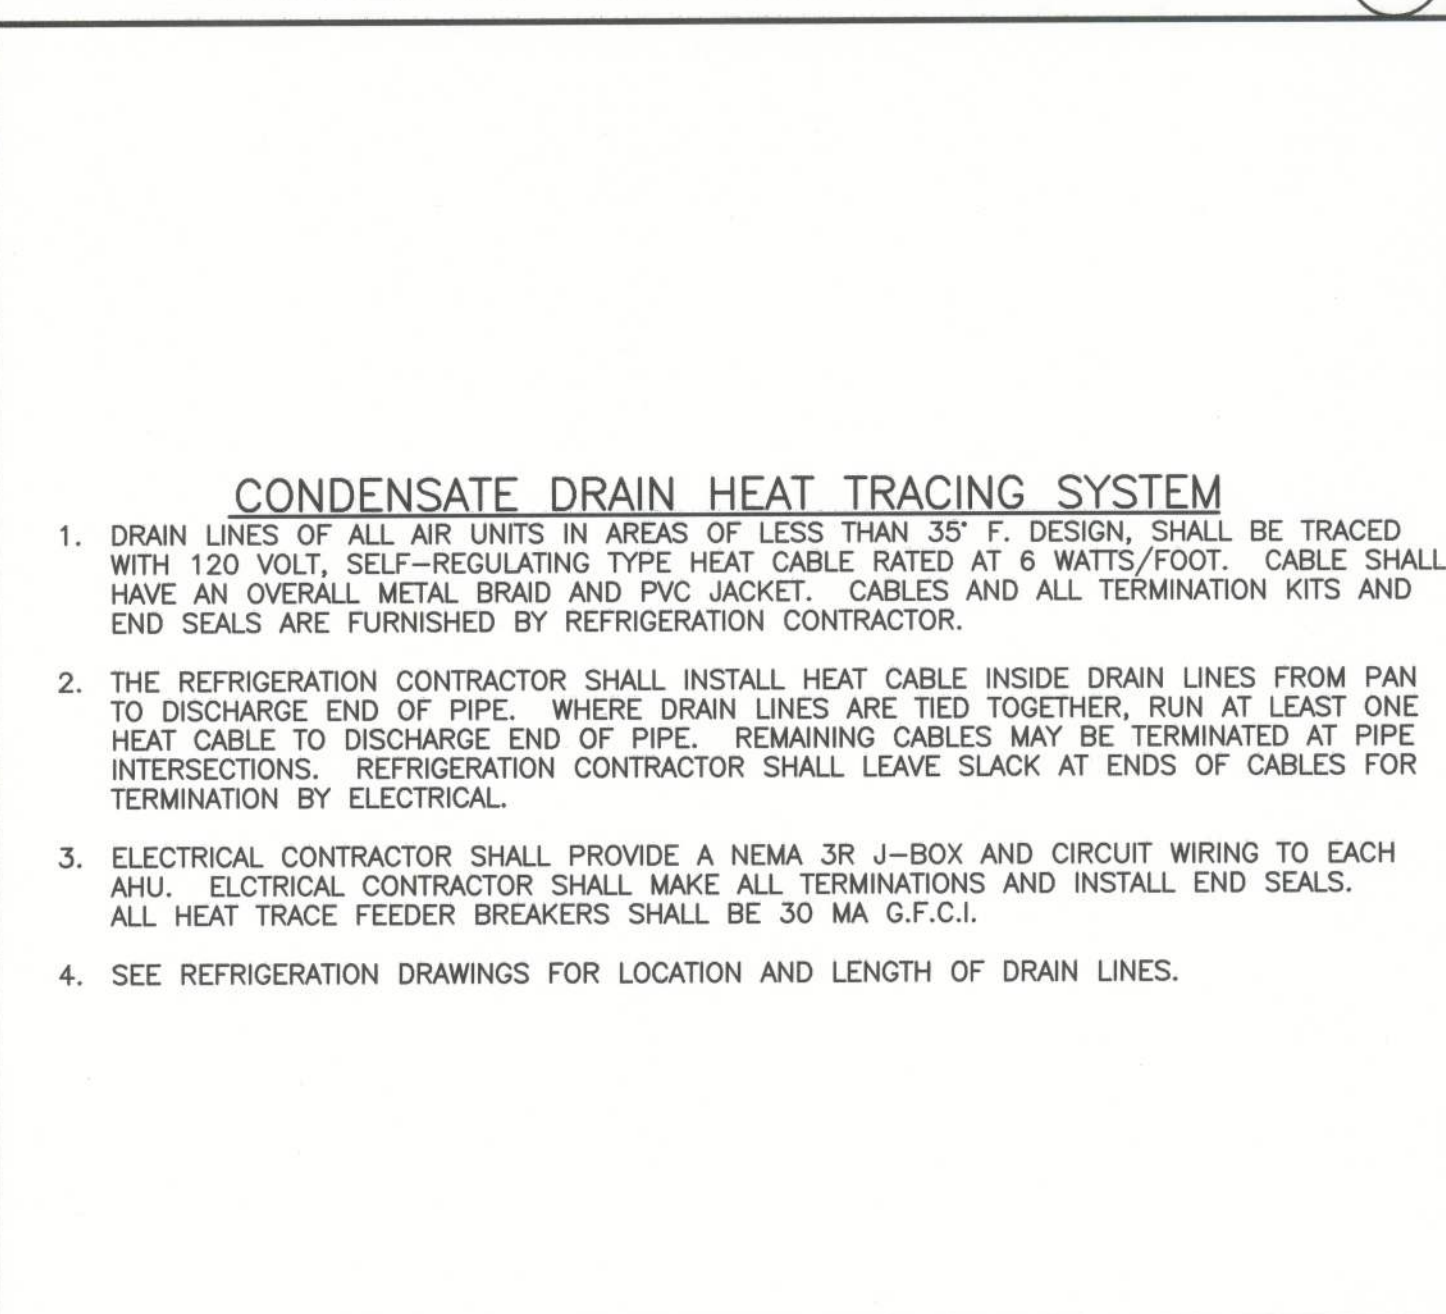 CONDENSATE DRAIN HEAT TRACING SYSTEM
1. DRAIN LINES OF ALL AIR UNITS IN AREAS OF LESS THAN 35° F. DESIGN, SHALL BE TRACED
WITH 120 VOLT, SELF-REGULATING TYPE HEAT CABLE RATED AT 6 WATTS/FOOT. CABLE SHALL
HAVE AN OVERALL METAL BRAID AND PVC JACKET. CABLES AND ALL TERMINATION KITS AND
END SEALS ARE FURNISHED BY REFRIGERATION CONTRACTOR.
2. THE REFRIGERATION CONTRACTOR SHALL INSTALL HEAT CABLE INSIDE DRAIN LINES FROM PAN
TO DISCHARGE END OF PIPE. WHERE DRAIN LINES ARE TIED TOGETHER, RUN AT LEAST ONE
HEAT CABLE TO DISCHARGE END OF PIPE. REMAINING CABLES MAY BE TERMINATED AT PIPE
INTERSECTIONS. REFRIGERATION CONTRACTOR SHALL LEAVE SLACK AT ENDS OF CABLES FOR
TERMINATION BY ELECTRICAL.
3. ELECTRICAL CONTRACTOR SHALL PROVIDE A NEMA 3R J-BOX AND CIRCUIT WIRING TO EACH
AHU. ELCTRICAL CONTRACTOR SHALL MAKE ALL TERMINATIONS AND INSTALL END SEALS.
ALL HEAT TRACE FEEDER BREAKERS SHALL BE 30 MA G.F.C.I.
4. SEE REFRIGERATION DRAWINGS FOR LOCATION AND LENGTH OF DRAIN LINES.